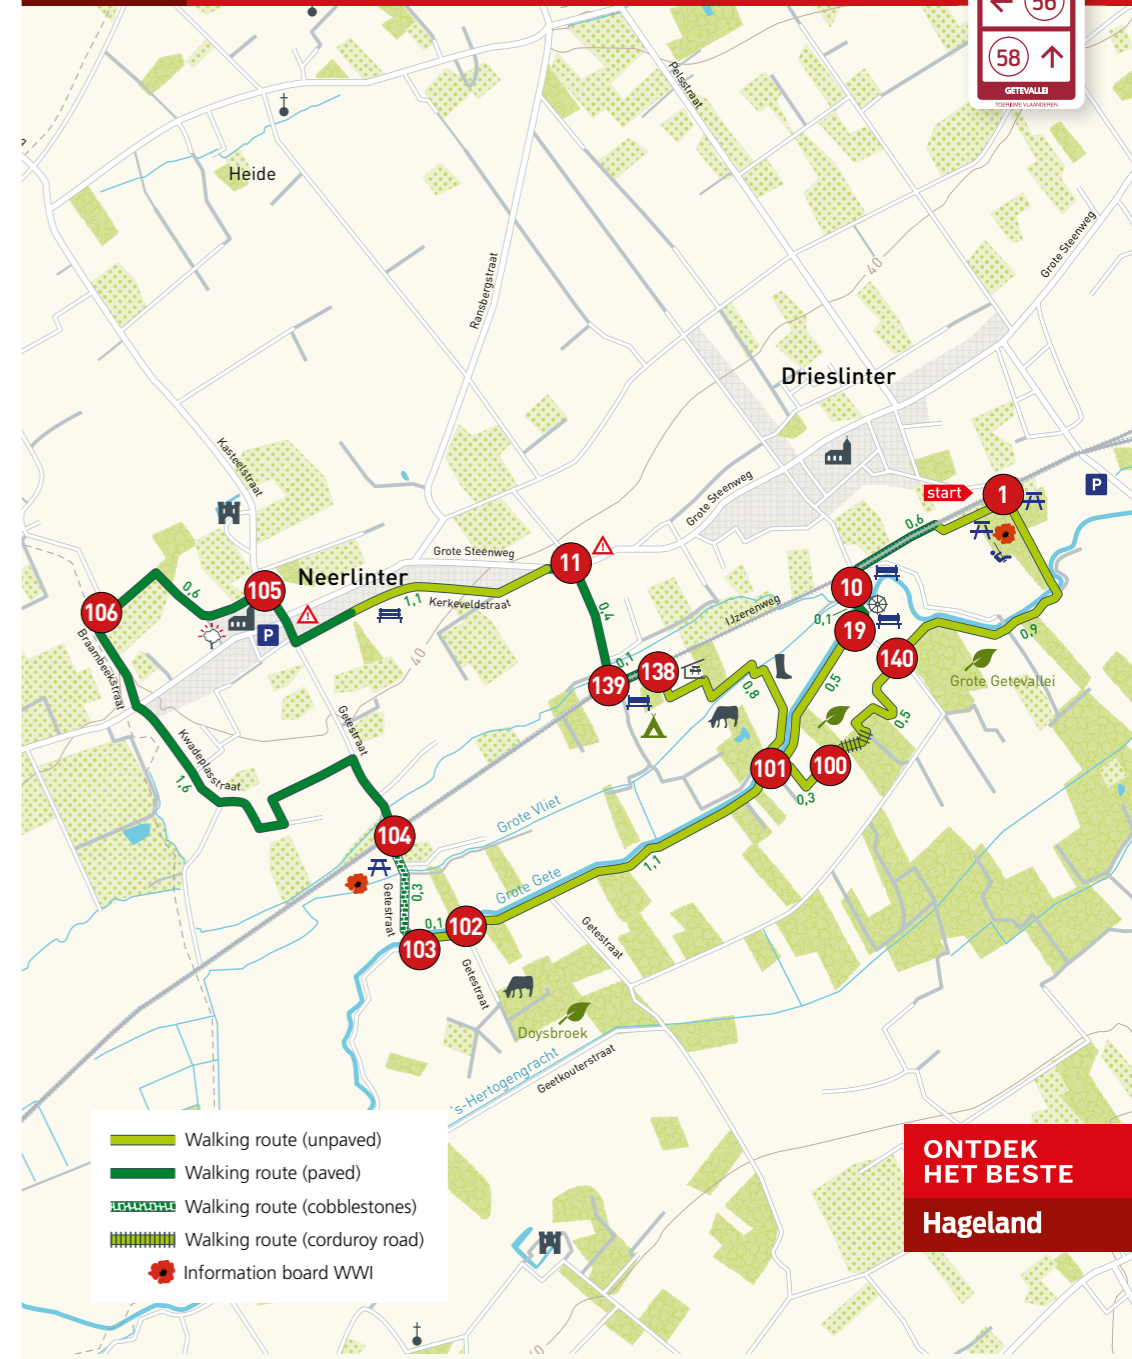 56
58
GETEVALLEI
TOERISME VLAANDEREN
Pelsstraat
Heide
Grote Steenweg
40
Ransbergstraat
Drieslinter
Kasteelstraat
Grote Steenweg
start
1
P
0,6
Grote Steenweg
11
Neerlinter
105
0,6
106
1,1
Kerkeveldstraat
0,4
IJzerenweg
10
0,1
19
0,9
140
Grote Getevallei
P
Braambeekstraat
40
0,1
138
139
0,8
0,5
0,5
Getestraat
Kwadeplasstraat
1,6
101
100
0,3
Grote Vliet
104
1,1
Grote Gete
0,3
Getestraat
0,1
102
103
Getestraat
Getestraat
Doysbroek
's-Hertogengracht
Geetkouterstraat
Walking route (unpaved)
Walking route (paved)
Walking route (cobblestones)
Walking route (corduroy road)
Information board WWI
ONTDEK
HET BESTE
Hageland
40